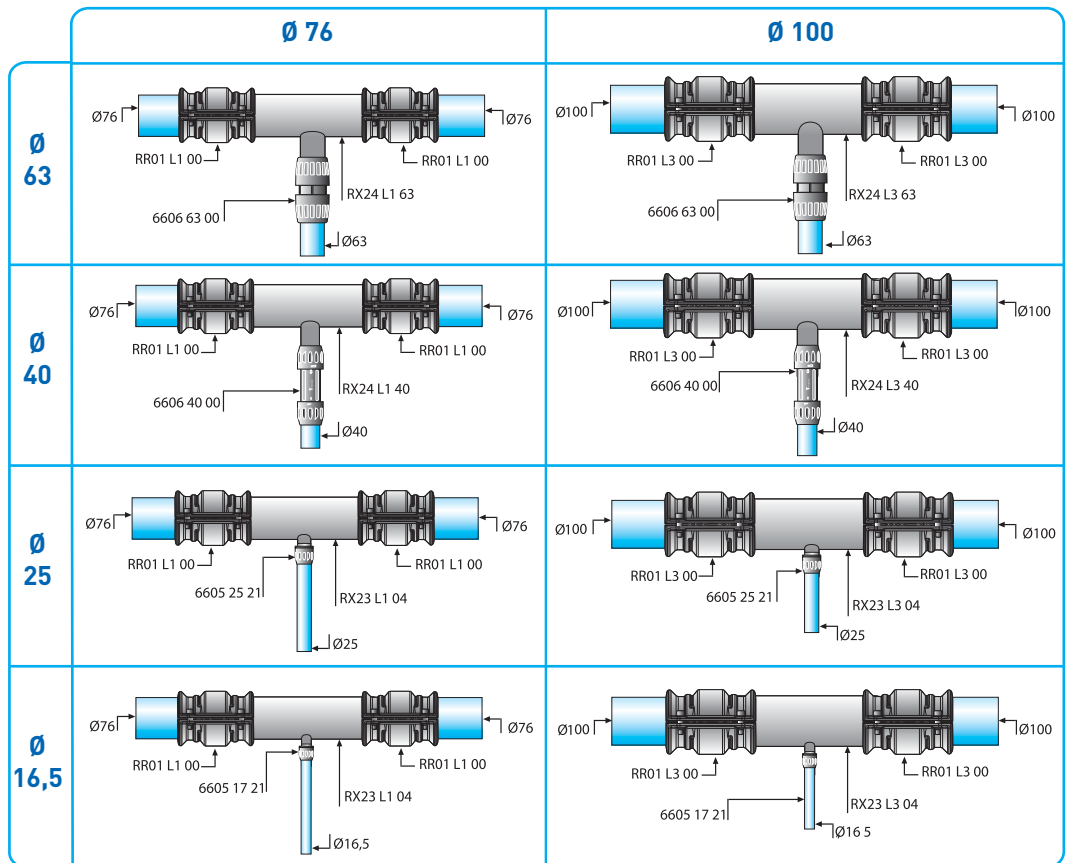 Ø 76
Ø 100
Ø
63
Ø76
Ø76
RR01 L1 00
RR01 L1 00
RX24 L1 63
6606 63 00
Ø63
Ø100
Ø100
RR01 L3 00
RR01 L3 00
RX24 L3 63
6606 63 00
Ø63
Ø
40
Ø76
Ø76
RR01 L1 00
RR01 L1 00
RX24 L1 40
6606 40 00
Ø40
Ø100
Ø100
RR01 L3 00
RR01 L3 00
RX24 L3 40
6606 40 00
Ø40
Ø
25
Ø76
Ø76
RR01 L1 00
RR01 L1 00
6605 25 21
RX23 L1 04
Ø25
Ø100
Ø100
RR01 L3 00
RR01 L3 00
6605 25 21
RX23 L3 04
Ø25
Ø
16,5
Ø76
Ø76
RR01 L1 00
RR01 L1 00
6605 17 21
RX23 L1 04
Ø16,5
Ø100
Ø100
RR01 L3 00
RR01 L3 00
RX23 L3 04
6605 17 21
Ø16 5